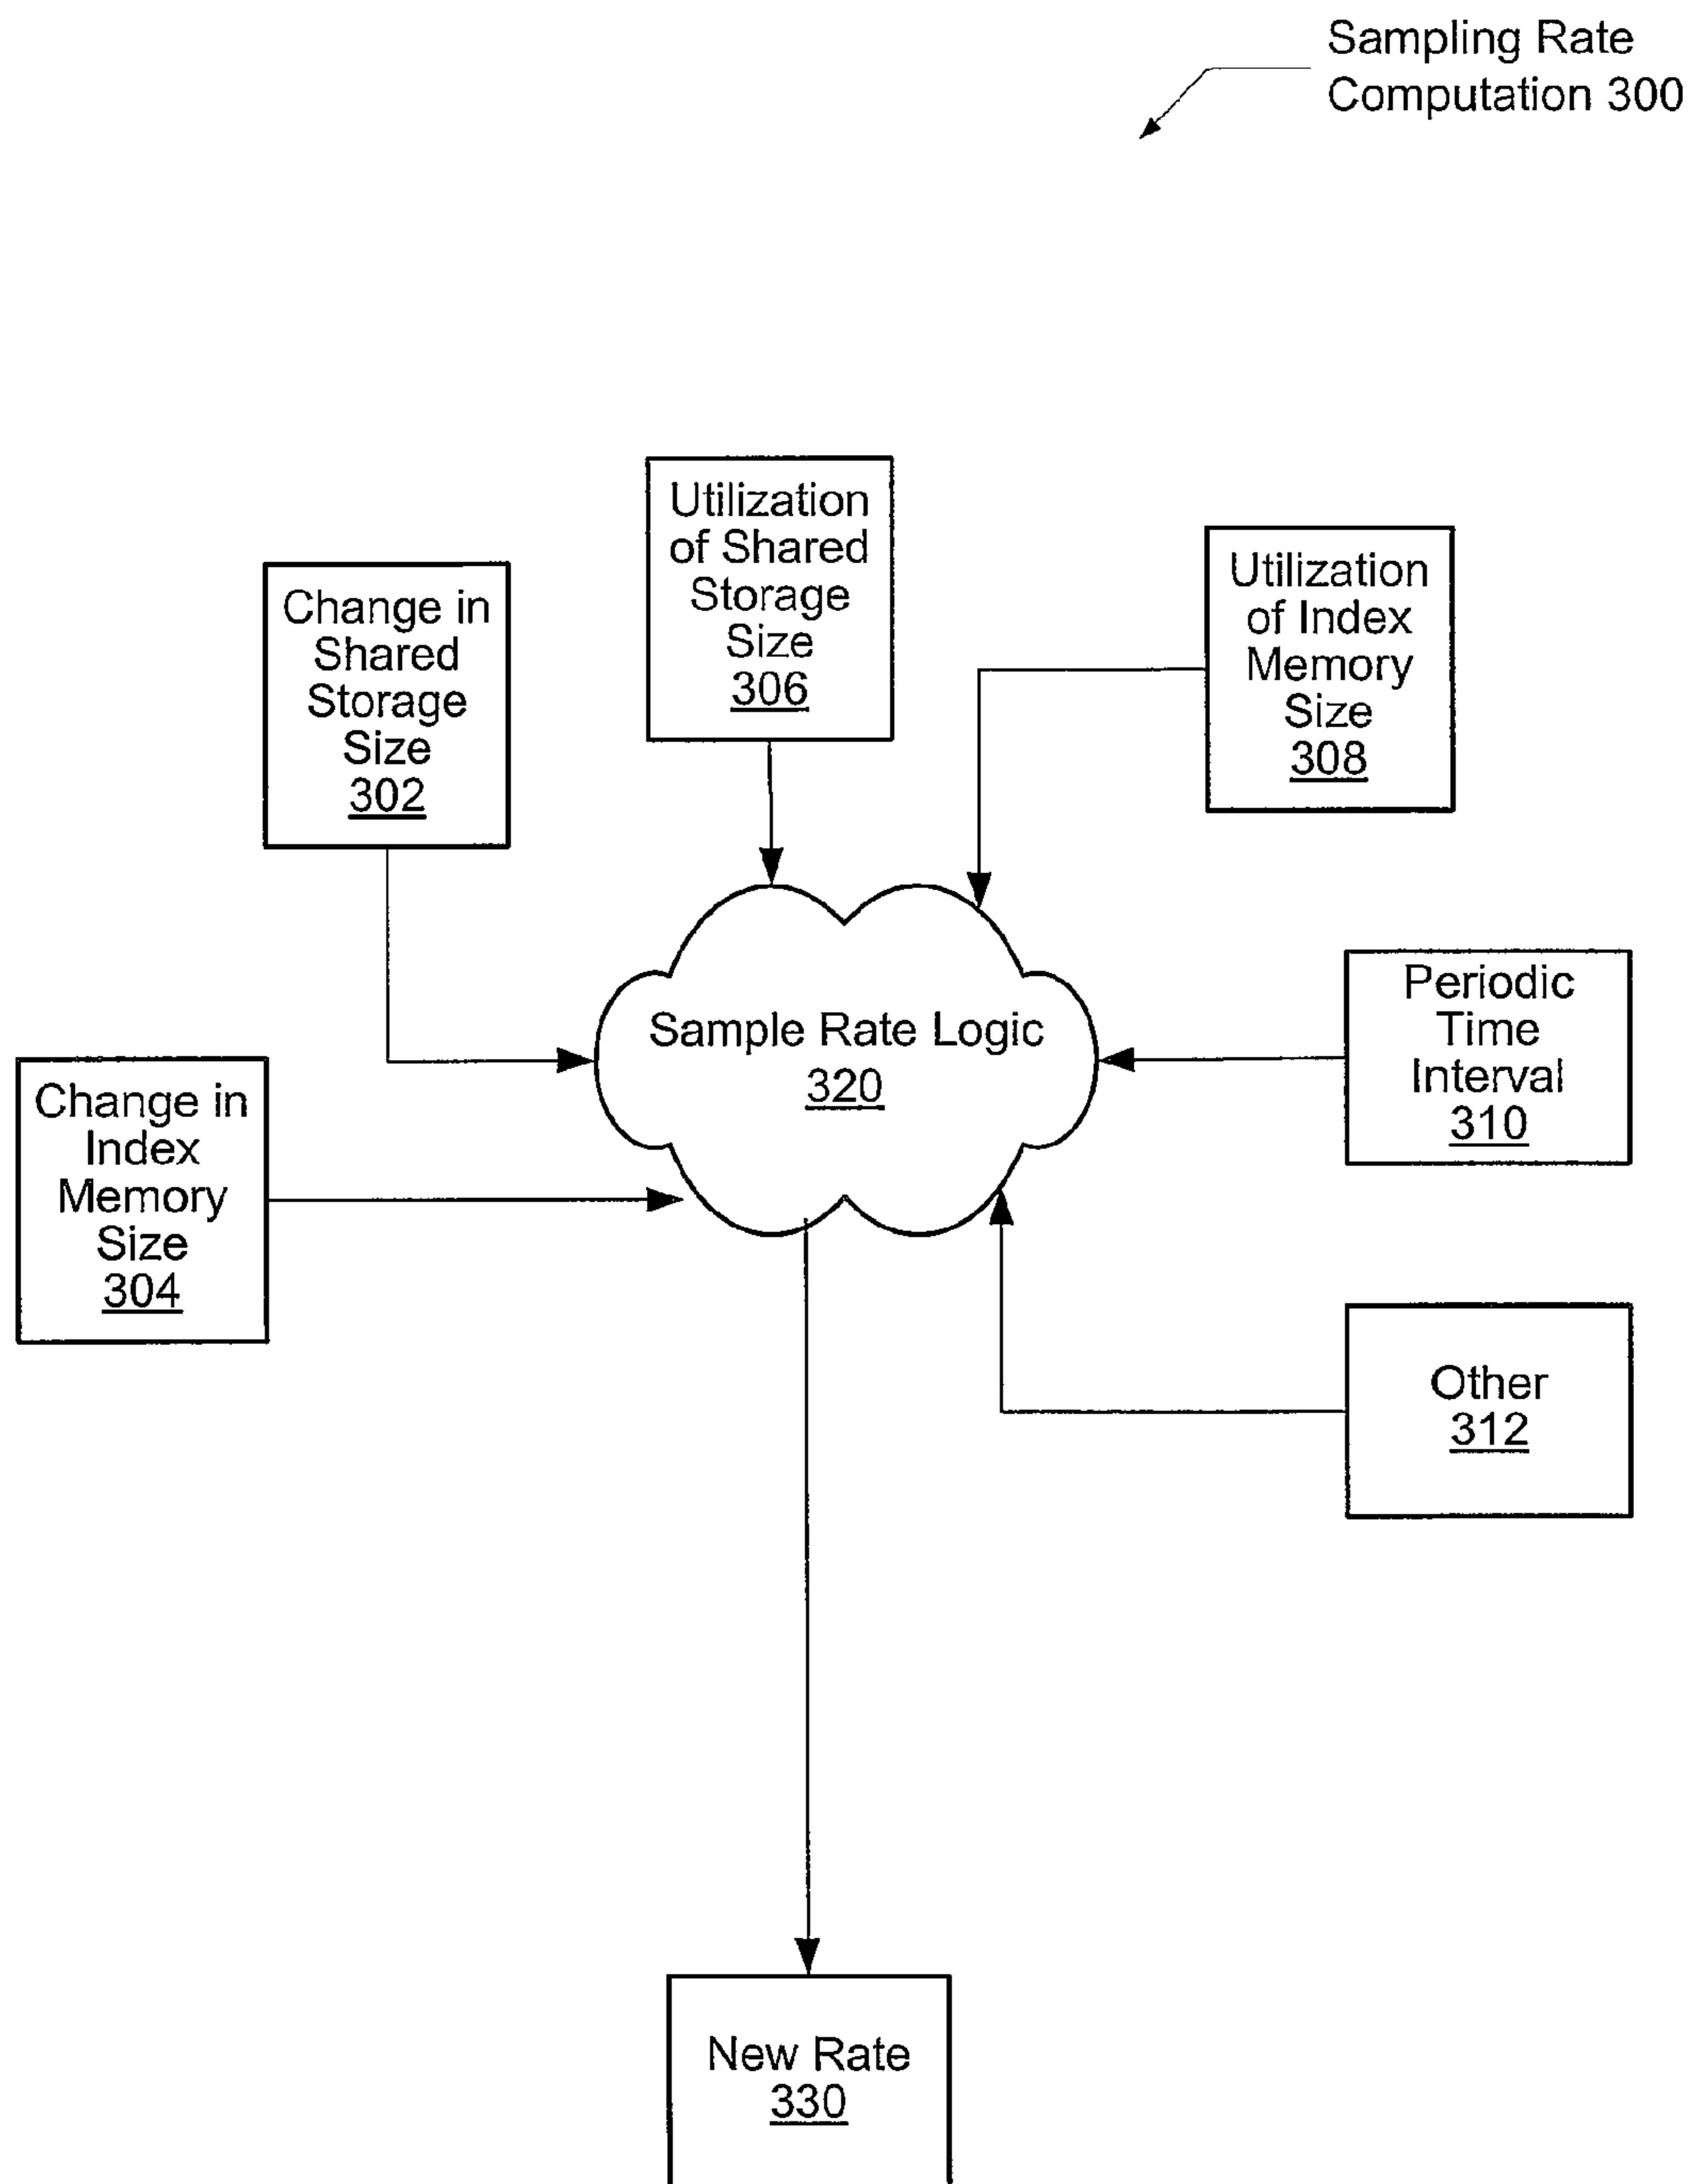 Sampling Rate
Computation 300
Utilization
of Shared
Storage
Size
306
Utilization
of Index
Memory
Size
308
Change in
Shared
Storage
Size
302
Periodic
Time
Interval
310
Sample Rate Logic
320
Change in
Index
Memory
Size
304
Other
312
New Rate
330